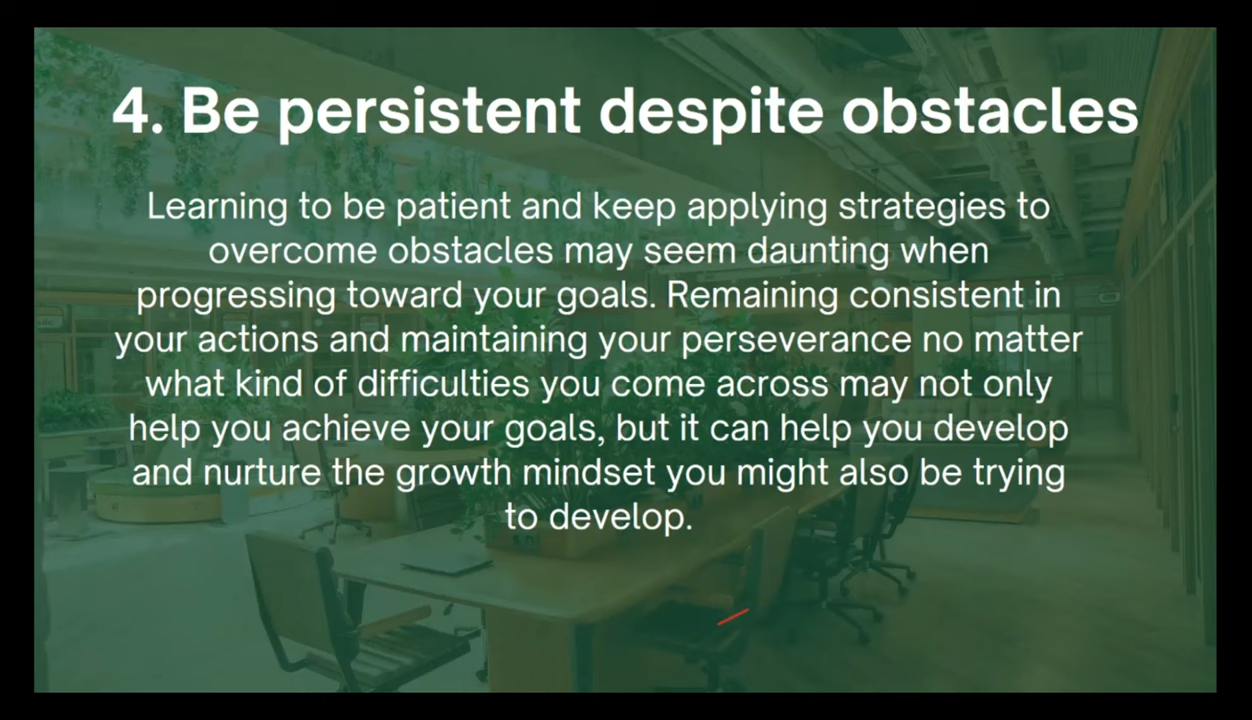 4. Be persistent despite obstacles
Learning to be patient and keep applying strategies to
overcome obstacles may seem daunting when
progressing toward your goals. Remaining consistent in
your actions and maintaining your perseverance no matter
what kind of difficulties you come across may not only
help you achieve your goals, but it can help you develop
and nurture the growth mindset you might also be trying
to develop.